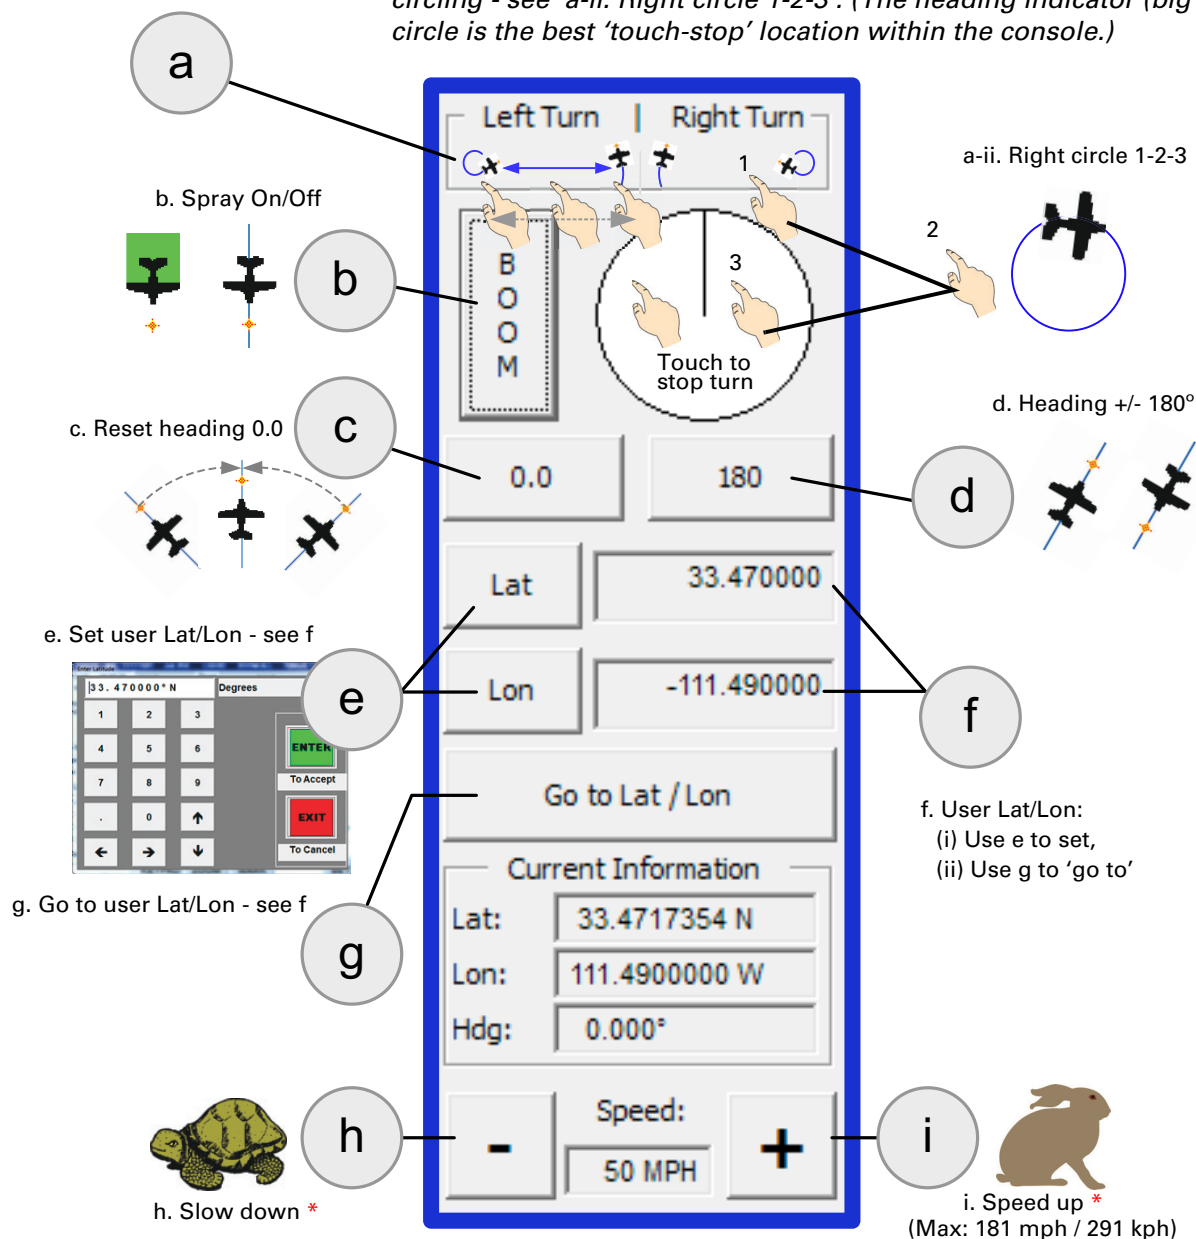 circling - see 'a-ii. Right circle 1-2-3'. (The heading indicator (big
circle is the best 'touch-stop' location within the console.)
a
Left Turn | Right Turn
1
a-ii. Right circle 1-2-3
2
3
b. Spray On/Off
b
BOOM
Touch to
stop turn
c. Reset heading 0.0
c
0.0
180
d. Heading +/- 180º
d
Lat
33.470000
e. Set user Lat/Lon - see f
e
Enter Latitude
33.470000°N
Degrees
1 2 3
4 5 6
ENTER
7 8 9
To Accept
. 0 ↑
EXIT
← → ↓
To Cancel
Lon
-111.490000
f
f. User Lat/Lon:
(i) Use e to set,
(ii) Use g to 'go to'
Go to Lat / Lon
g. Go to user Lat/Lon - see f
g
Current Information
Lat: 33.4717354 N
Lon: 111.4900000 W
Hdg: 0.000°
h
-
Speed:
50 MPH
+
i
h. Slow down *
i. Speed up *
(Max: 181 mph / 291 kph)